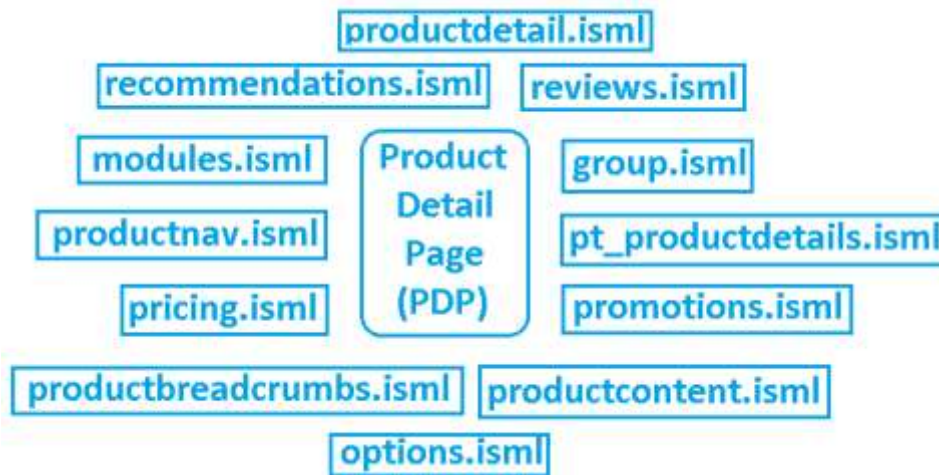 productdetail.isml
recommendations.isml
reviews.isml
modules.isml
Product
Detail
Page
(PDP)
group.isml
productnav.isml
pt_productdetails.isml
pricing.isml
promotions.isml
productbreadcrumbs.isml
productcontent.isml
options.isml